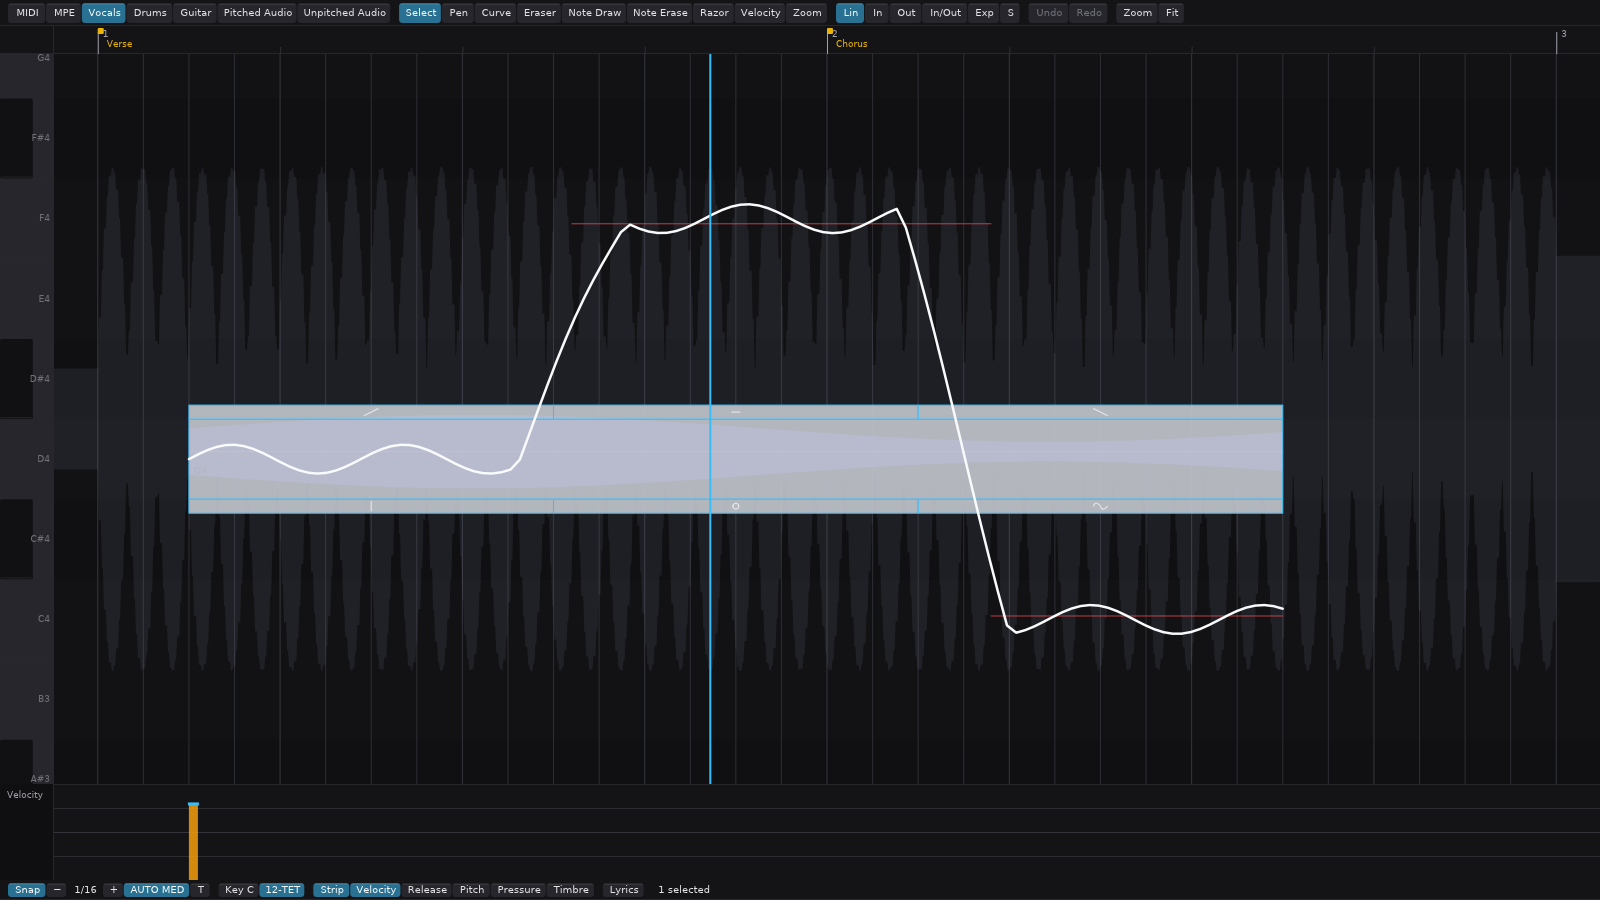 MIDI MPE Vocals Drums Guitar Pitched Audio Unpitched Audio Select Pen Curve Eraser Note Draw Note Erase Razor Velocity Zoom Lin In Out In/Out Exp S Undo Redo Zoom Fit
1 2 3
Verse Chorus
G4
F#4
F4
E4
D#4
D4
C#4
C4
B3
A#3
Velocity
Snap − 1/16 + AUTO MED T Key C 12-TET Strip Velocity Release Pitch Pressure Timbre Lyrics 1 selected